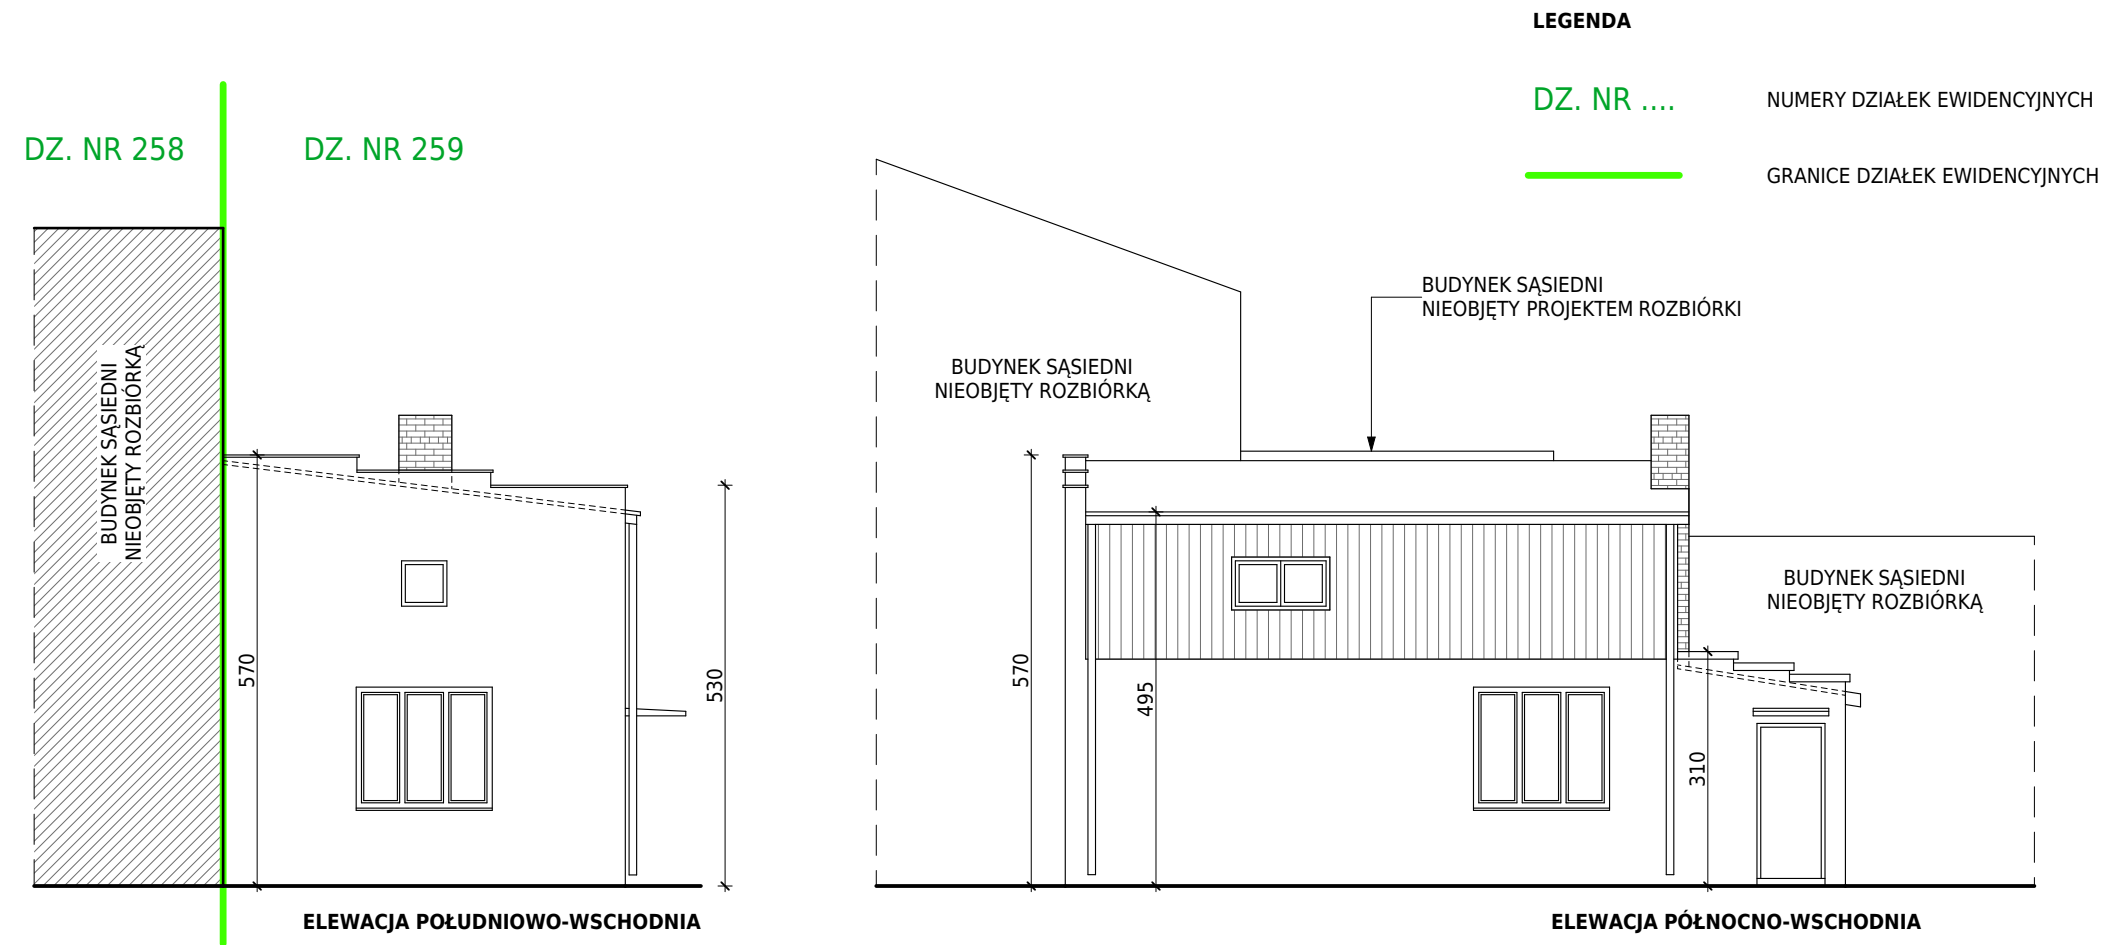 LEGENDA
DZ. NR ....
NUMERY DZIAŁEK EWIDENCYJNYCH
GRANICE DZIAŁEK EWIDENCYJNYCH
DZ. NR 258
DZ. NR 259
BUDYNEK SĄSIEDNI
NIEOBJĘTY ROZBIÓRKĄ
570
530
ELEWACJA POŁUDNIOWO-WSCHODNIA
BUDYNEK SĄSIEDNI
NIEOBJĘTY PROJEKTEM ROZBIÓRKI
BUDYNEK SĄSIEDNI
NIEOBJĘTY ROZBIÓRKĄ
BUDYNEK SĄSIEDNI
NIEOBJĘTY ROZBIÓRKĄ
570
495
310
ELEWACJA PÓŁNOCNO-WSCHODNIA